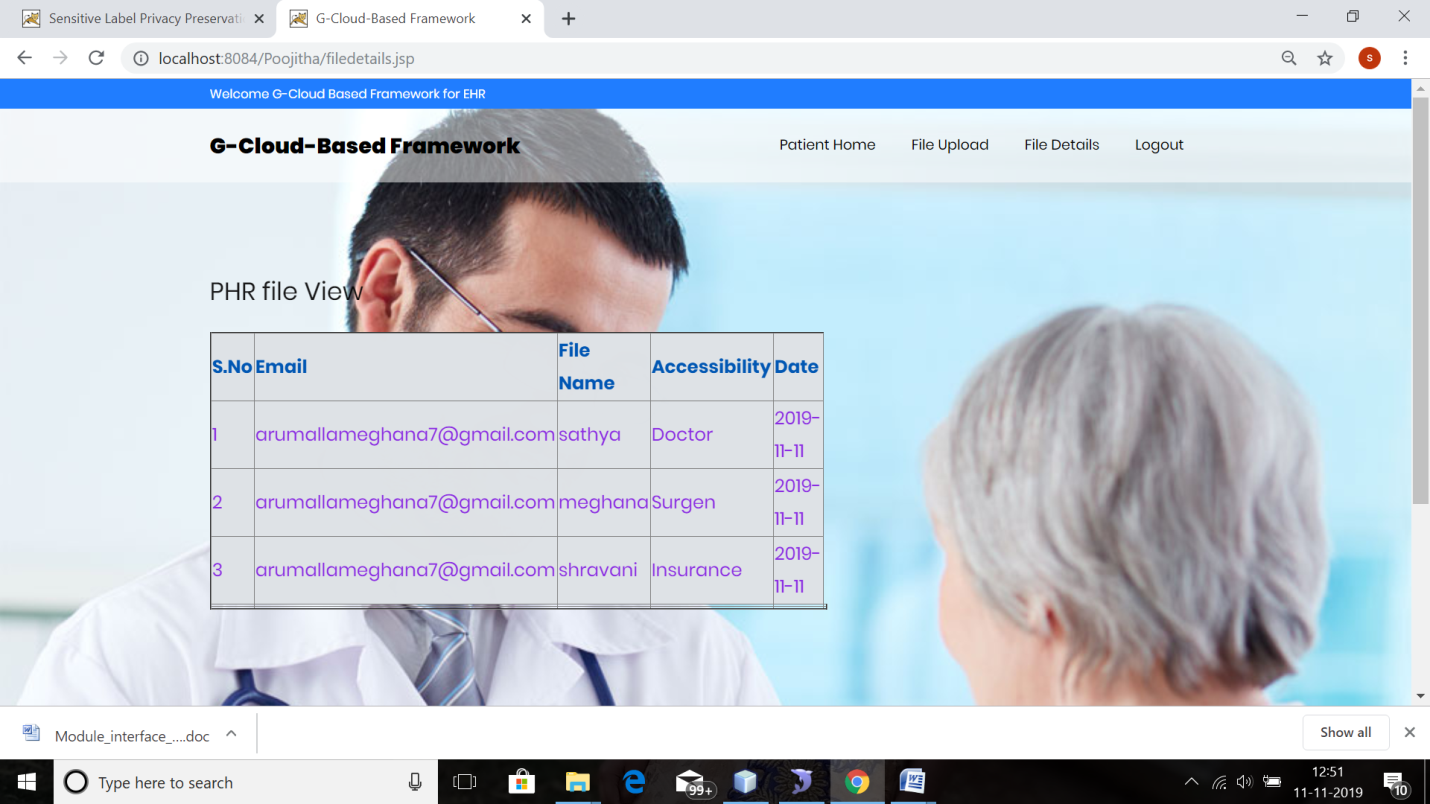 Sensitive Label Privacy Preservati
G-Cloud-Based Framework
localhost:8084/Poojitha/filedetails.jsp
s
Welcome G-Cloud Based Framework for EHR
G-Cloud-Based Framework
Patient Home
File Upload
File Details
Logout
PHR file View
S.No Email File Name Accessibility Date
1 arumallameghana7@gmail.com sathya Doctor 2019-11-11
2 arumallameghana7@gmail.com meghana Surgen 2019-11-11
3 arumallameghana7@gmail.com shravani Insurance 2019-11-11
Module_interface_....doc
Show all
Type here to search
99+
12:51
11-11-2019
10